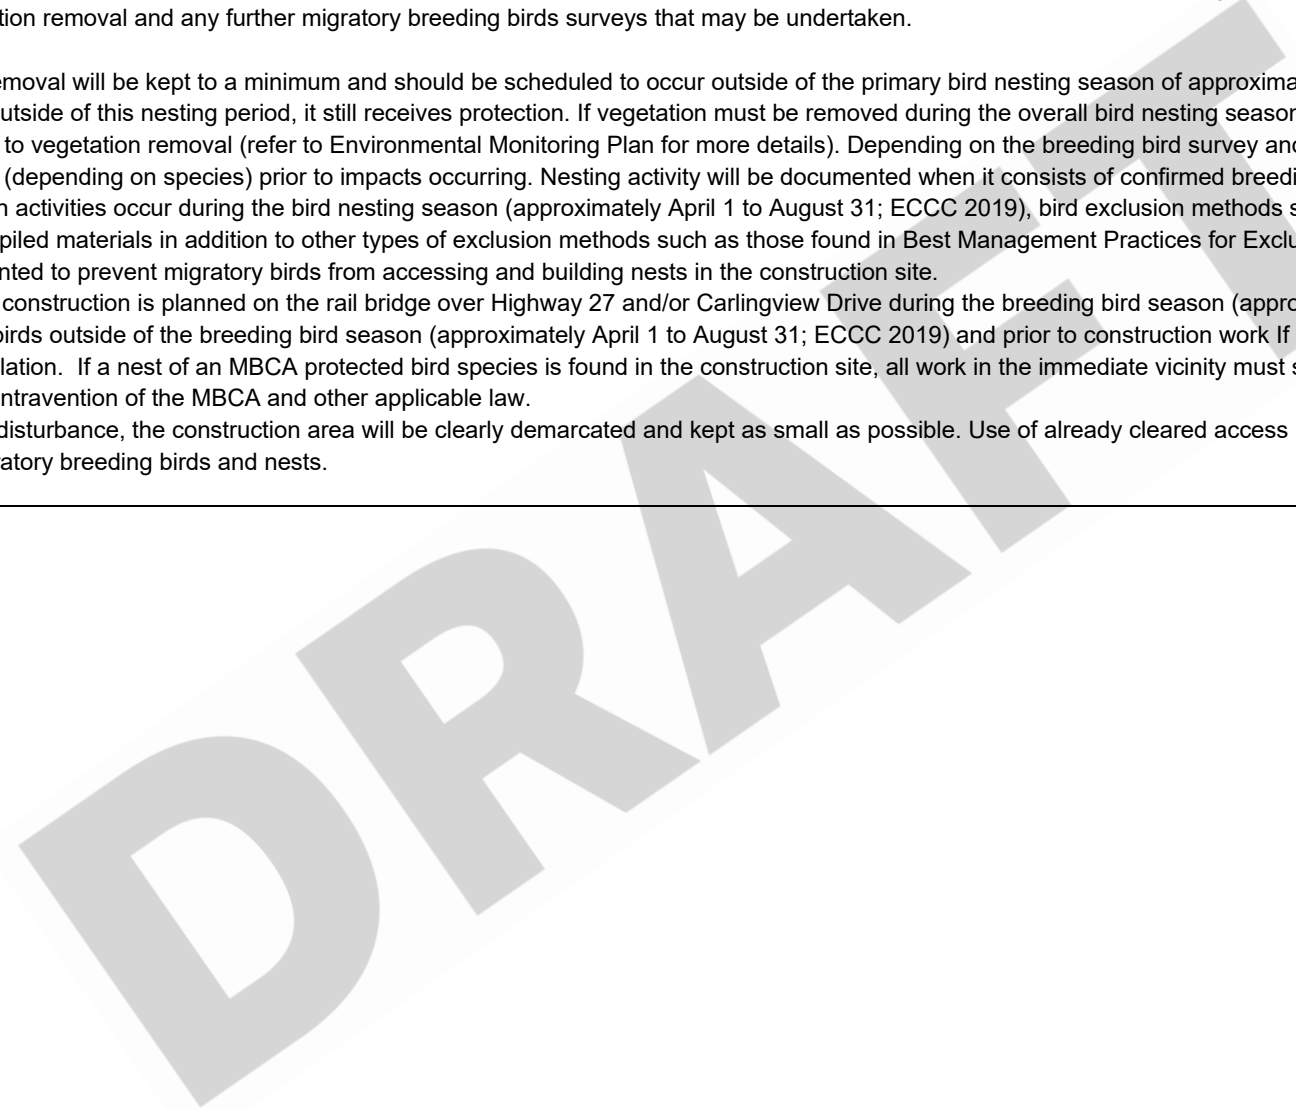 tion removal and any further migratory breeding birds surveys that may be undertaken.
emoval will be kept to a minimum and should be scheduled to occur outside of the primary bird nesting season of approxima
utside of this nesting period, it still receives protection. If vegetation must be removed during the overall bird nesting season
to vegetation removal (refer to Environmental Monitoring Plan for more details). Depending on the breeding bird survey and
(depending on species) prior to impacts occurring. Nesting activity will be documented when it consists of confirmed breedi
n activities occur during the bird nesting season (approximately April 1 to August 31; ECCC 2019), bird exclusion methods s
piled materials in addition to other types of exclusion methods such as those found in Best Management Practices for Exclu
nted to prevent migratory birds from accessing and building nests in the construction site.
construction is planned on the rail bridge over Highway 27 and/or Carlingview Drive during the breeding bird season (appro
birds outside of the breeding bird season (approximately April 1 to August 31; ECCC 2019) and prior to construction work If
lation. If a nest of an MBCA protected bird species is found in the construction site, all work in the immediate vicinity must s
ntravention of the MBCA and other applicable law.
disturbance, the construction area will be clearly demarcated and kept as small as possible. Use of already cleared access
ratory breeding birds and nests.
DRAFT